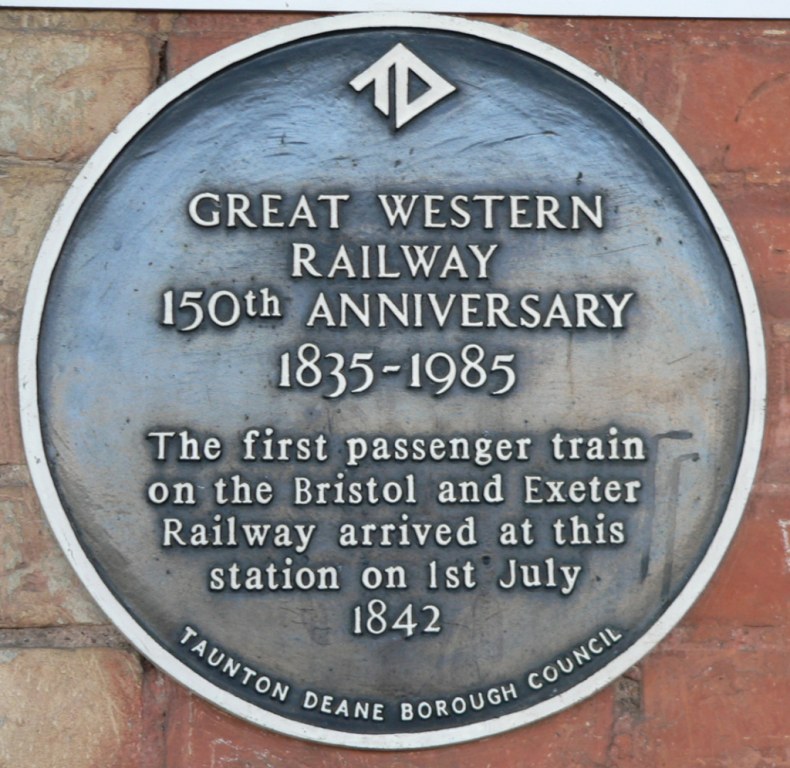 TD
GREAT WESTERN
RAILWAY
150th ANNIVERSARY
1835-1985
The first passenger train
on the Bristol and Exeter
Railway arrived at this
station on 1st July
1842
TAUNTON DEANE BOROUGH COUNCIL